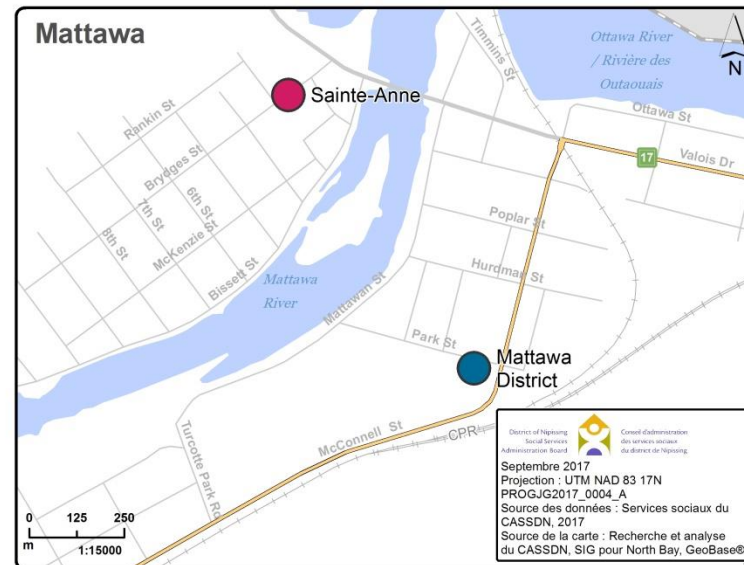 Mattawa
Ottawa River
/ Rivière des
Outaouais
N
Timmins St
Sainte-Anne
Rankin St
Ottawa St
17
Valois Dr
Brydges St
6th St
7th St
8th St
McKenzie St
Bissett St
Poplar St
Hurdman St
Mattawa
River
Mattawan St
Park St
Mattawa
District
McConnell St
CPR
Turcotte Park Rd
0 125 250
m
1:15000
District of Nipissing
Social Services
Administration Board
Conseil d'administration
des services sociaux
du district de Nipissing
Septembre 2017
Projection : UTM NAD 83 17N
PROGJG2017_0004_A
Source des données : Services sociaux du
CASSDN, 2017
Source de la carte : Recherche et analyse
du CASSDN, SIG pour North Bay, GeoBase®